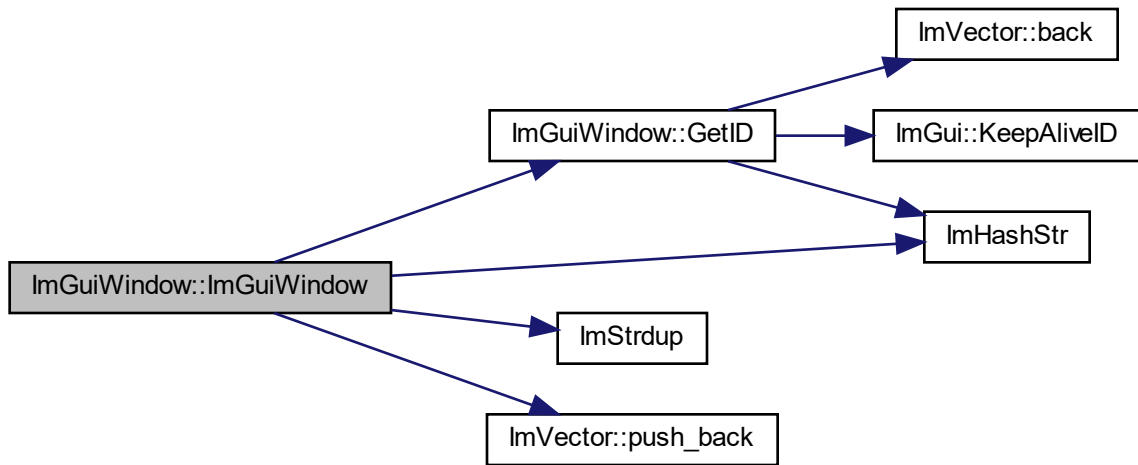 ImVector::back
ImGuiWindow::GetID
ImGui::KeepAliveID
ImHashStr
ImGuiWindow::ImGuiWindow
ImStrdup
ImVector::push_back